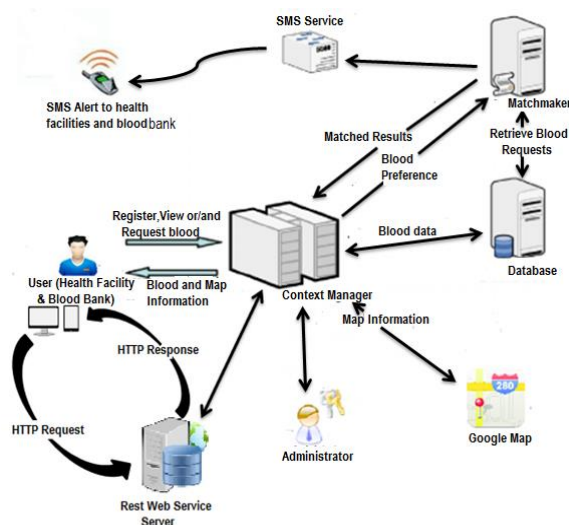 SMS Service
SMS Alert to health
facilities and blood bank
Matchmaker
Matched Results
Blood
Preference
Retrieve Blood
Requests
Register,View or/and
Request blood
Blood data
Database
User (Health Facility
& Blood Bank)
Blood and Map
Information
Context Manager
Map Information
HTTP Response
HTTP Request
280
Rest Web Service
Server
Administrator
Google Map